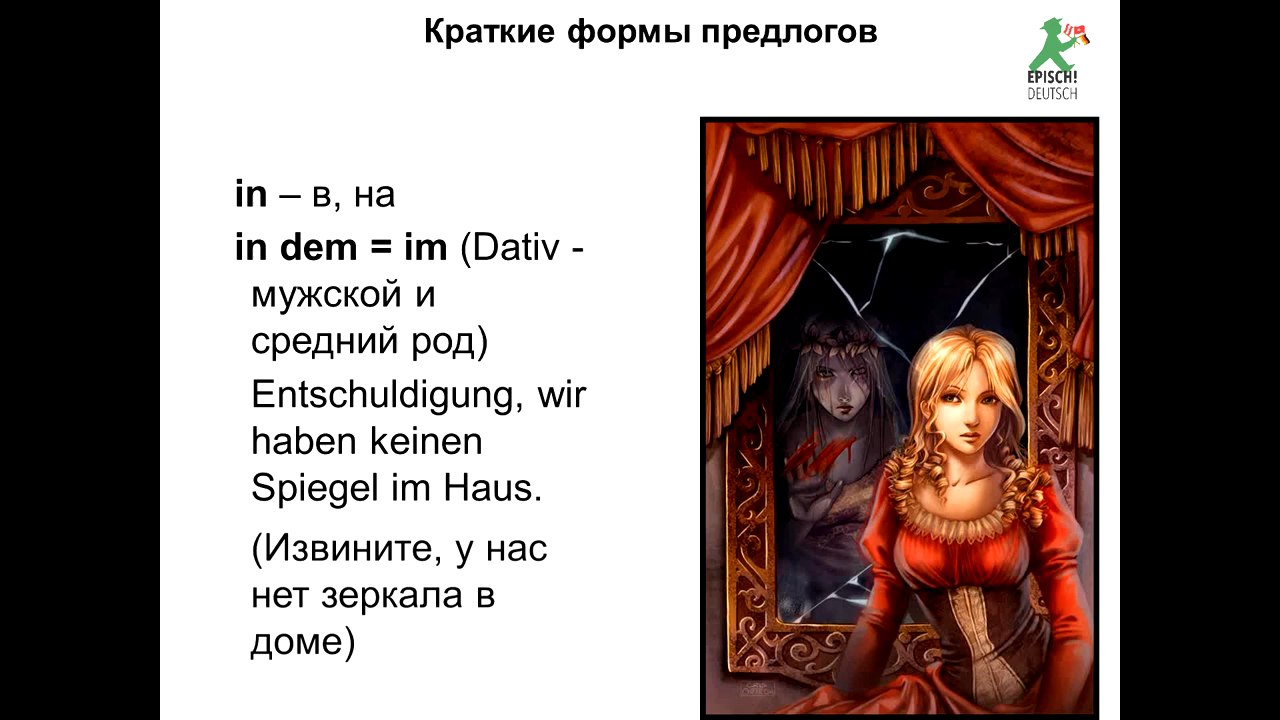 Краткие формы предлогов
EPISCH!
DEUTSCH
in – в, на
in dem = im (Dativ -
мужской и
средний род)
Entschuldigung, wir
haben keinen
Spiegel im Haus.
(Извините, у нас
нет зеркала в
доме)